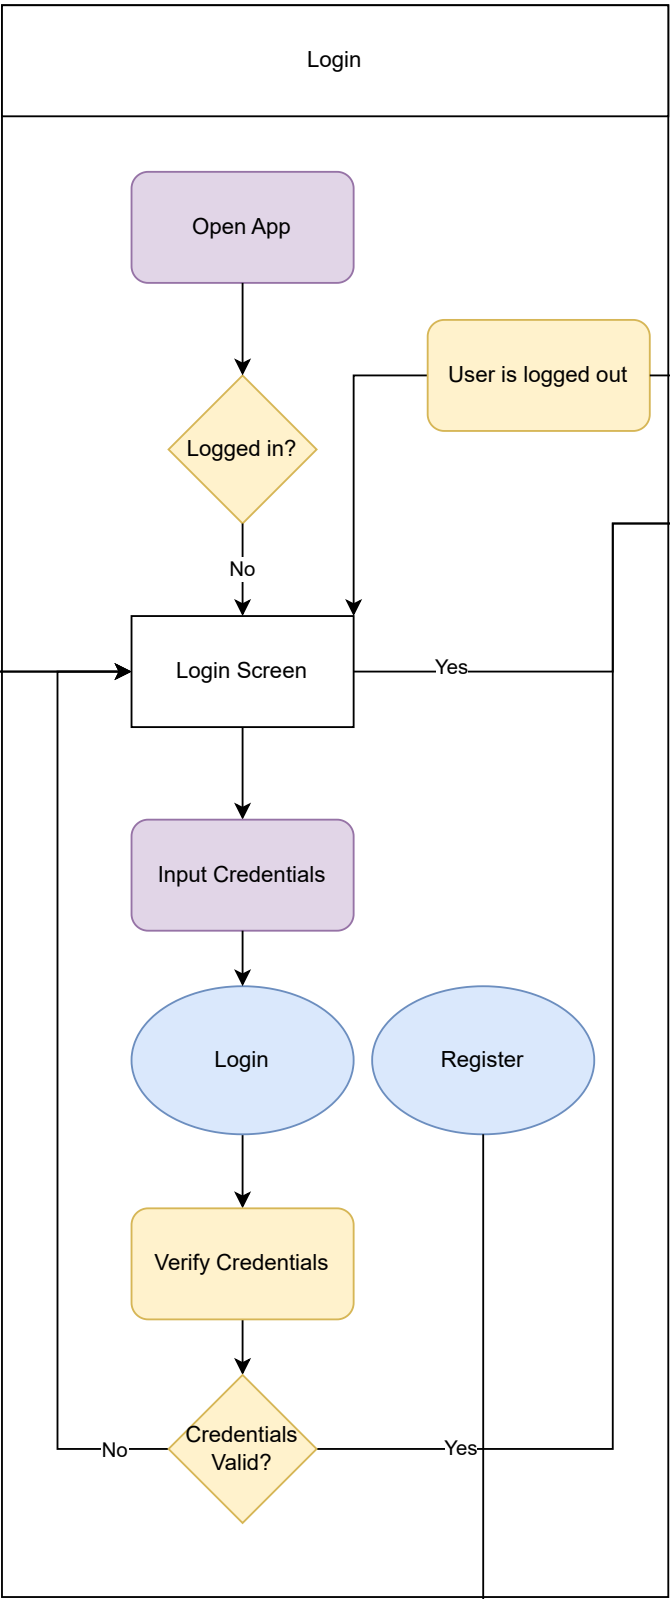 Login
Open App
User is logged out
Logged in?
No
Login Screen
Yes
Input Credentials
Login
Register
Verify Credentials
Credentials
Valid?
No
Yes